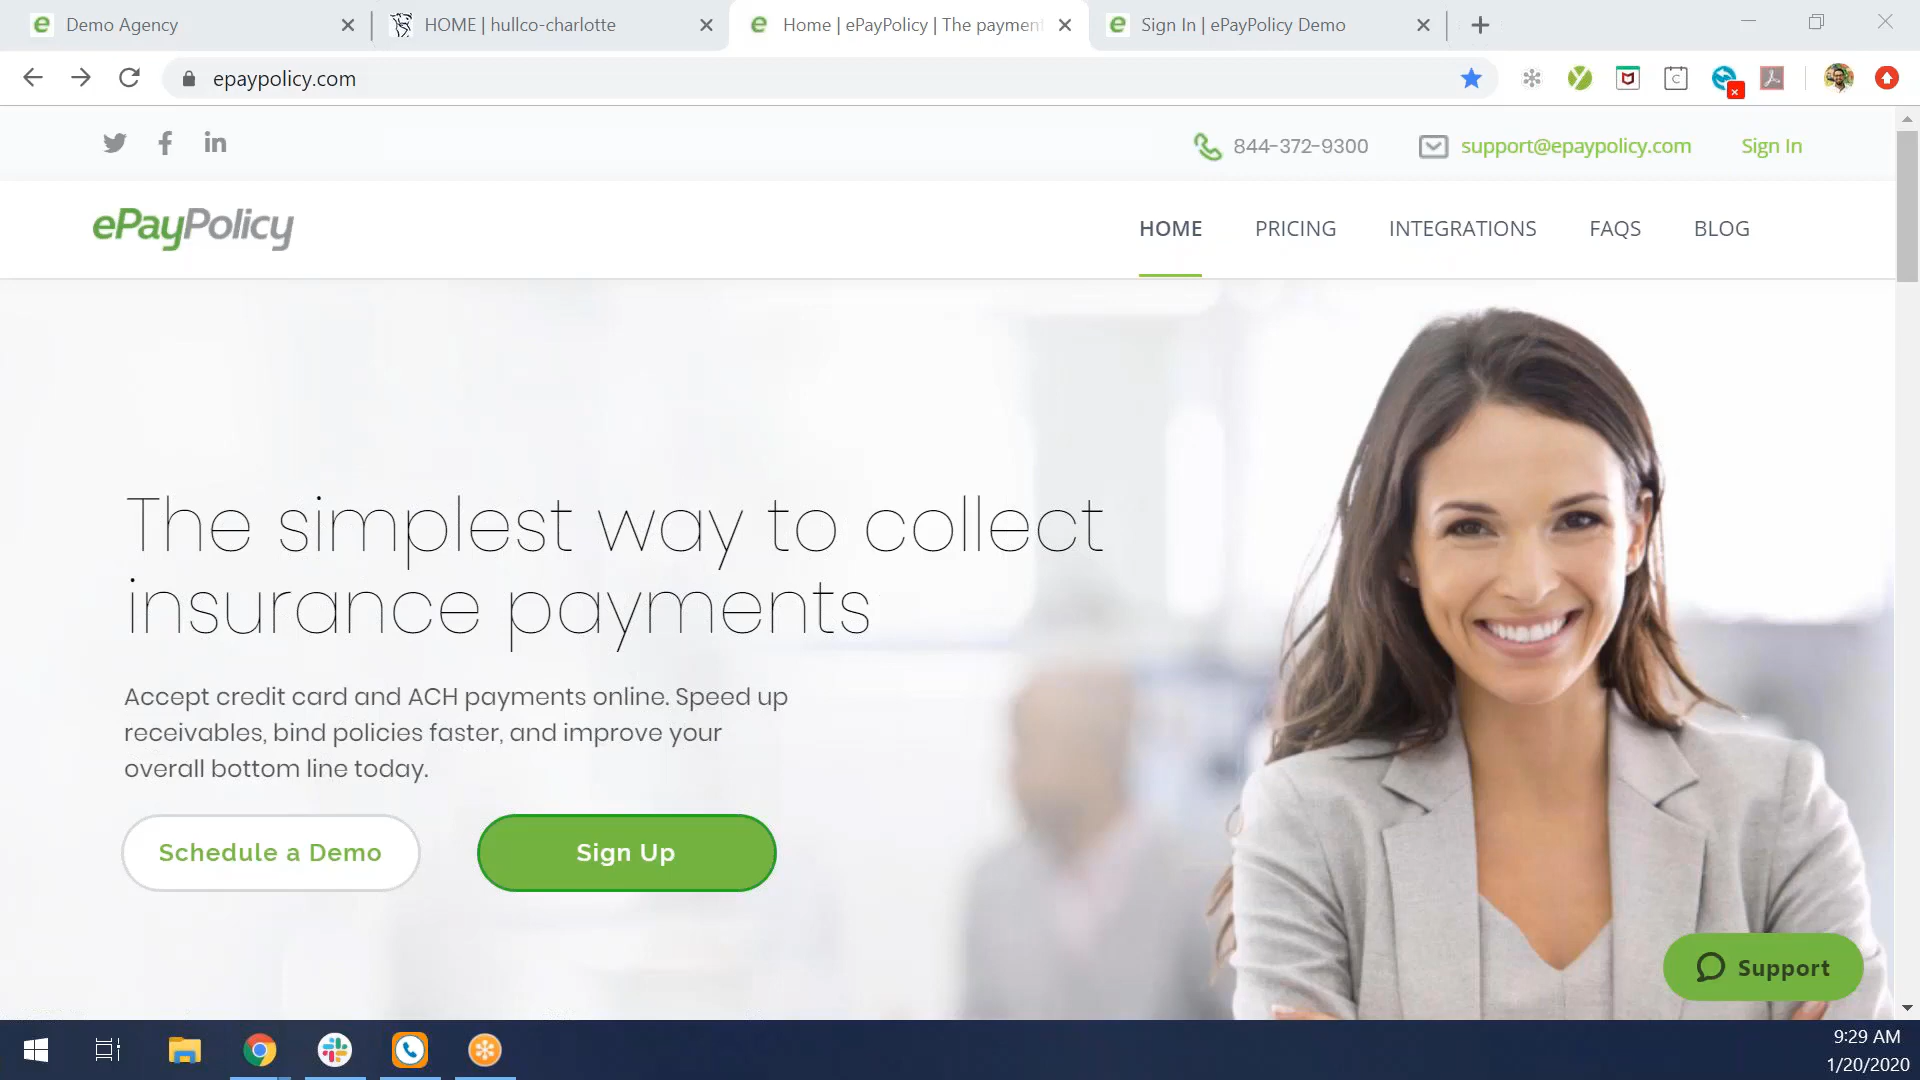 Demo Agency
HOME | hullco-charlotte
Home | ePayPolicy | The paymen
Sign In | ePayPolicy Demo
epaypolicy.com
844-372-9300
support@epaypolicy.com
Sign In
ePayPolicy
HOME
PRICING
INTEGRATIONS
FAQS
BLOG
The simplest way to collect
insurance payments
Accept credit card and ACH payments online. Speed up
receivables, bind policies faster, and improve your
overall bottom line today.
Schedule a Demo
Sign Up
Support
9:29 AM
1/20/2020